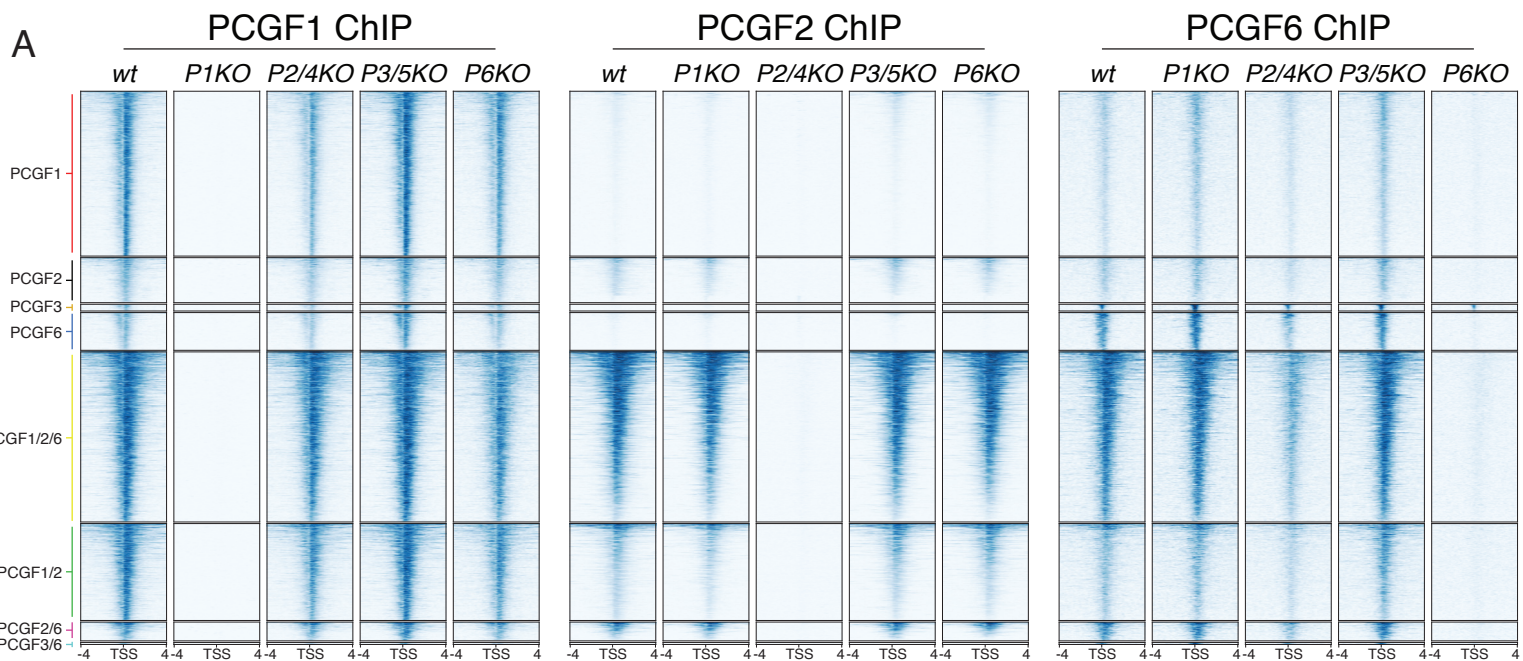 A
PCGF1 ChIP
PCGF2 ChIP
PCGF6 ChIP
wt P1KO P2/4KO P3/5KO P6KO
wt P1KO P2/4KO P3/5KO P6KO
wt P1KO P2/4KO P3/5KO P6KO
PCGF1
PCGF2
PCGF3
PCGF6
CGF1/2/6
PCGF1/2
PCGF2/6
PCGF3/6
-4 TSS 4 -4 TSS 4 -4 TSS 4 -4 TSS 4 -4 TSS 4
-4 TSS 4 -4 TSS 4 -4 TSS 4 -4 TSS 4 -4 TSS 4
-4 TSS 4 -4 TSS 4 -4 TSS 4 -4 TSS 4 -4 TSS 4